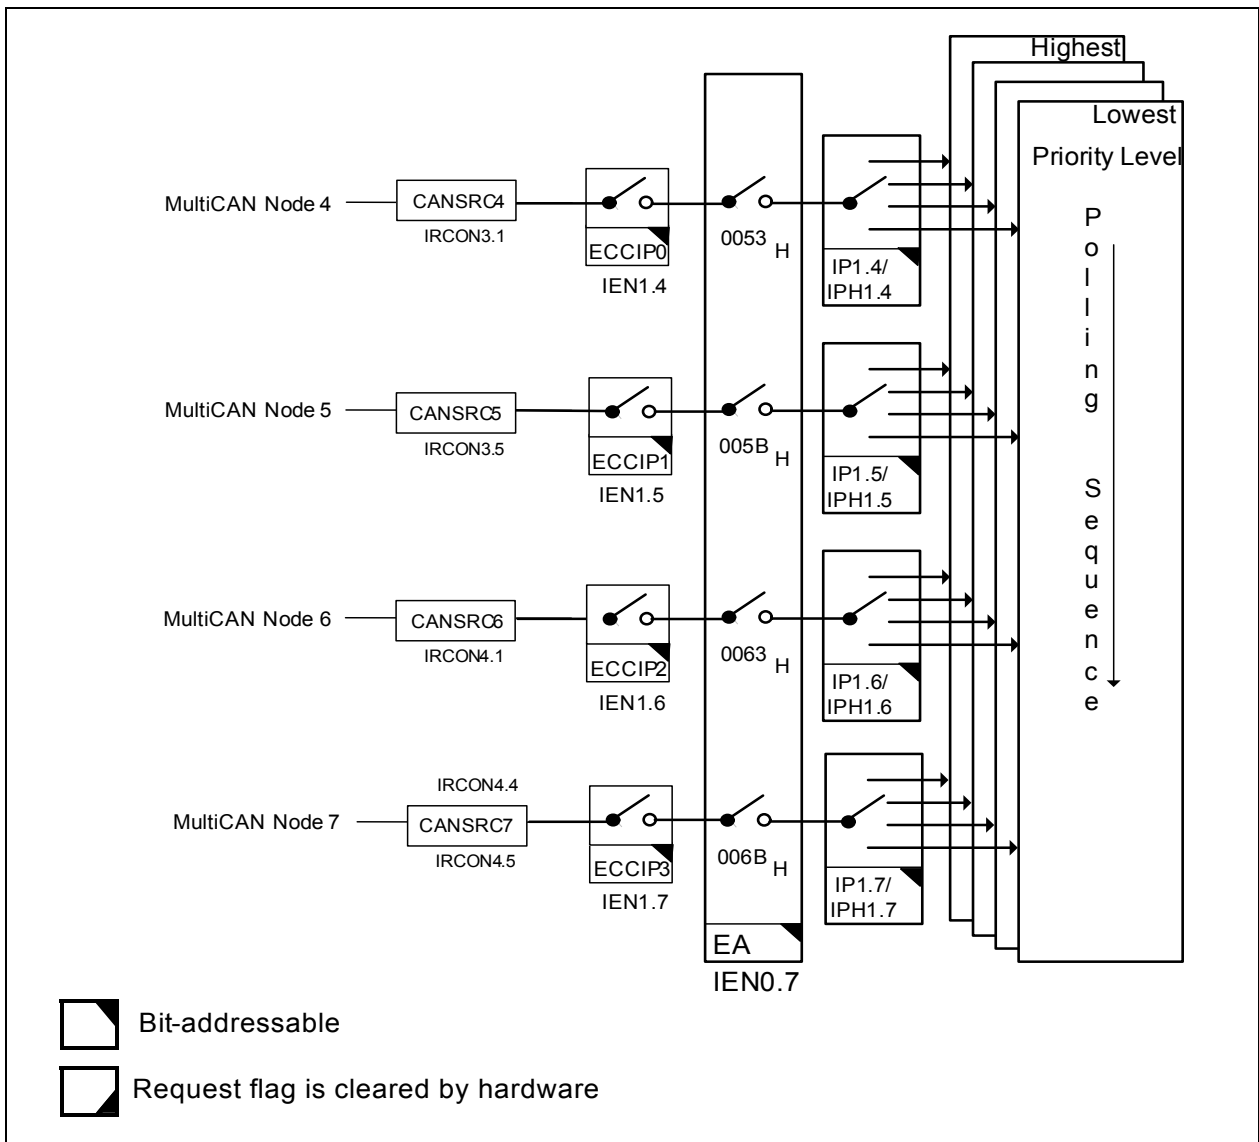 Highest
Lowest
Priority Level
Polling Sequence
MultiCAN Node 4
CANSRC4
IRCON3.1
ECCIP0
IEN1.4
0053 H
IP1.4/
IPH1.4
MultiCAN Node 5
CANSRC5
IRCON3.5
ECCIP1
IEN1.5
005B H
IP1.5/
IPH1.5
MultiCAN Node 6
CANSRC6
IRCON4.1
ECCIP2
IEN1.6
0063 H
IP1.6/
IPH1.6
MultiCAN Node 7
IRCON4.4
CANSRC7
IRCON4.5
ECCIP3
IEN1.7
006B H
IP1.7/
IPH1.7
EA
IEN0.7
Bit-addressable
Request flag is cleared by hardware